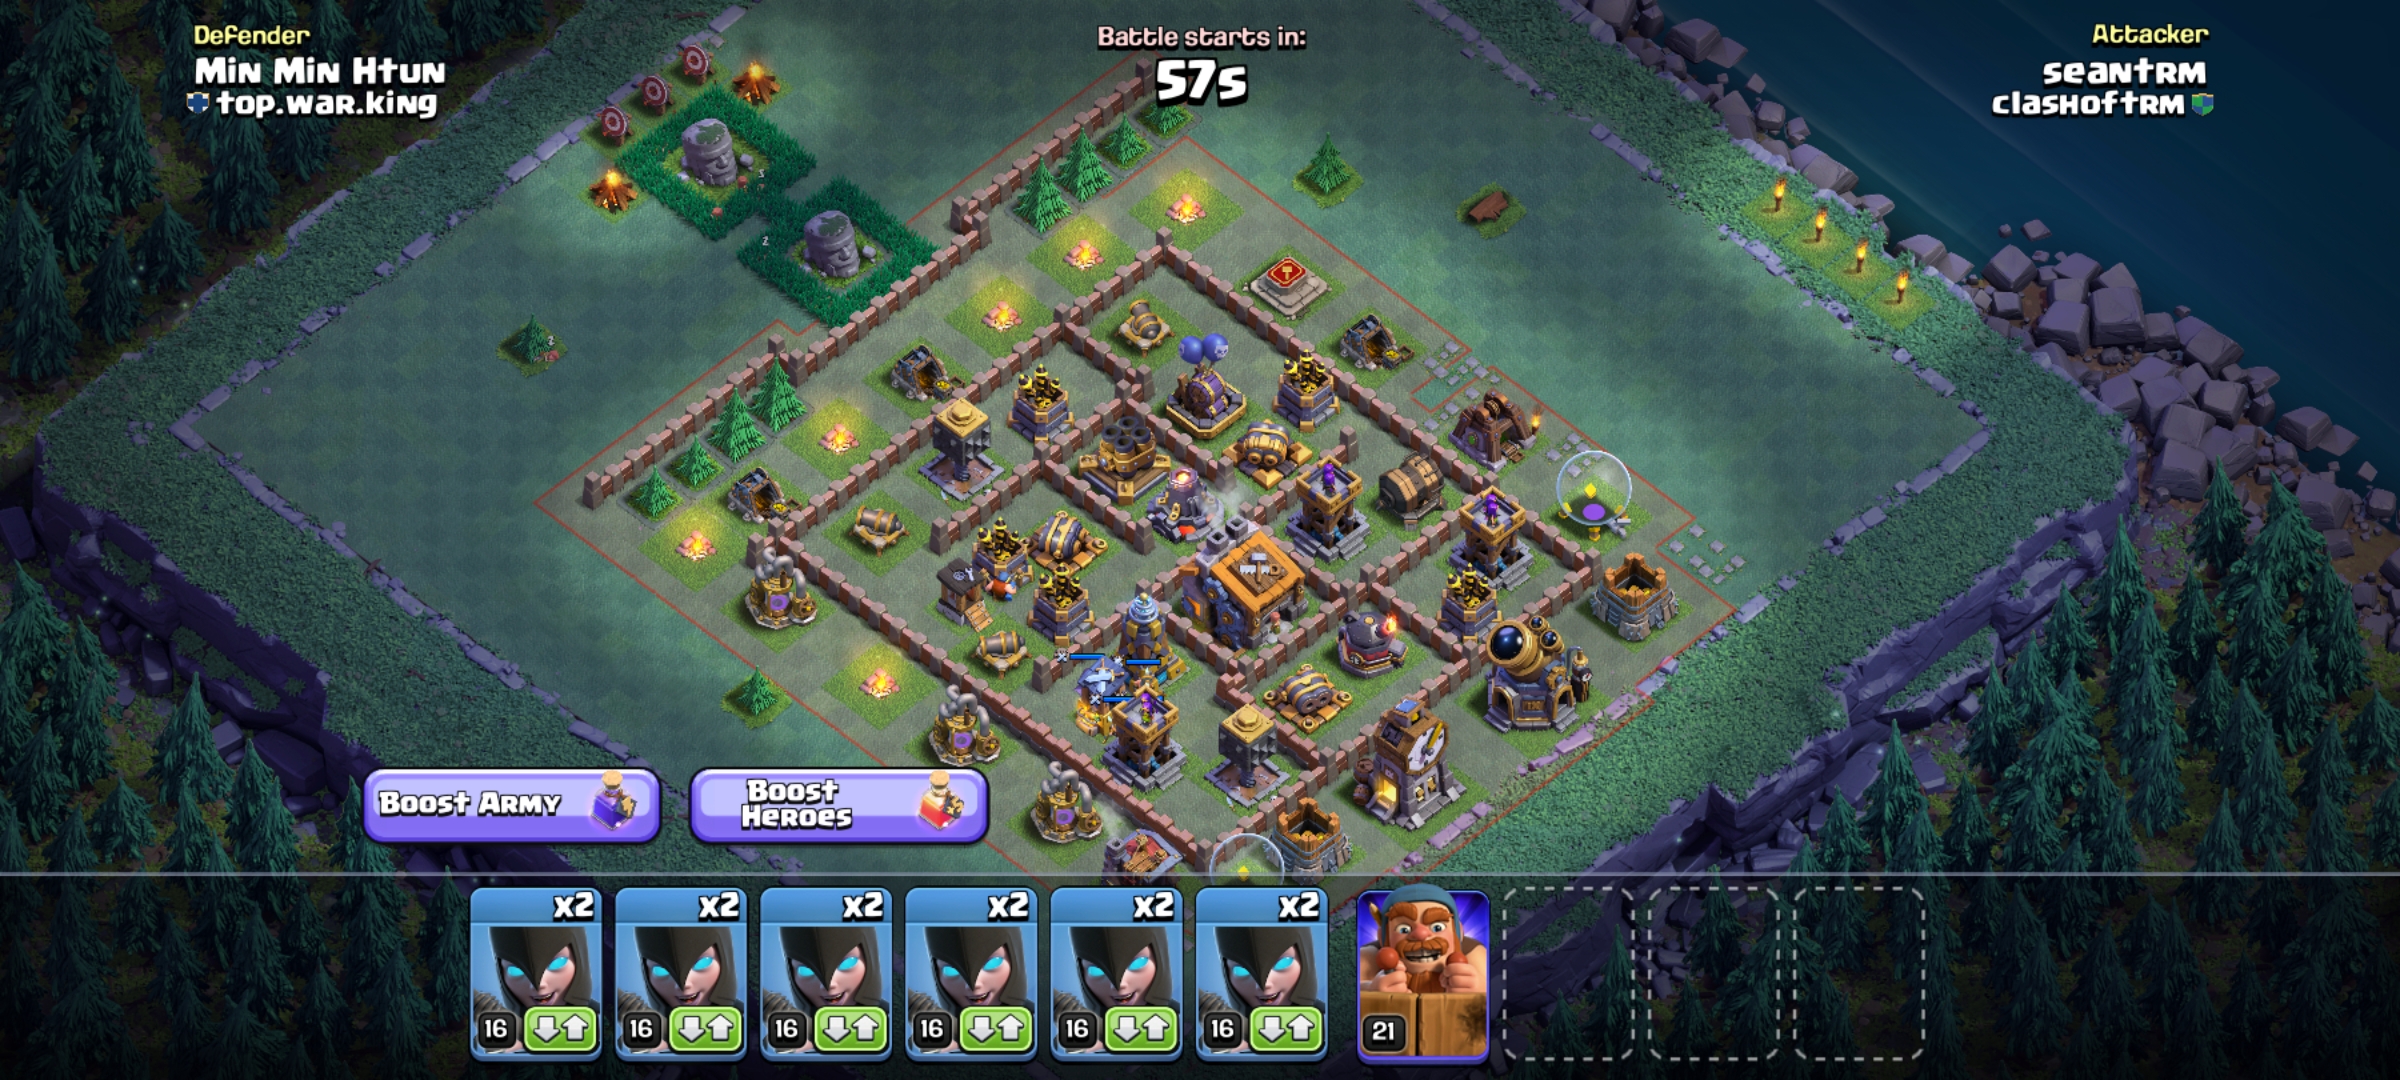 Defender
Min Min Htun
top.war.king
Battle starts in:
57s
Attacker
seantRM
clashoftRM
Boost Army
Boost
Heroes
x2
x2
x2
x2
x2
x2
16
16
16
16
16
16
21